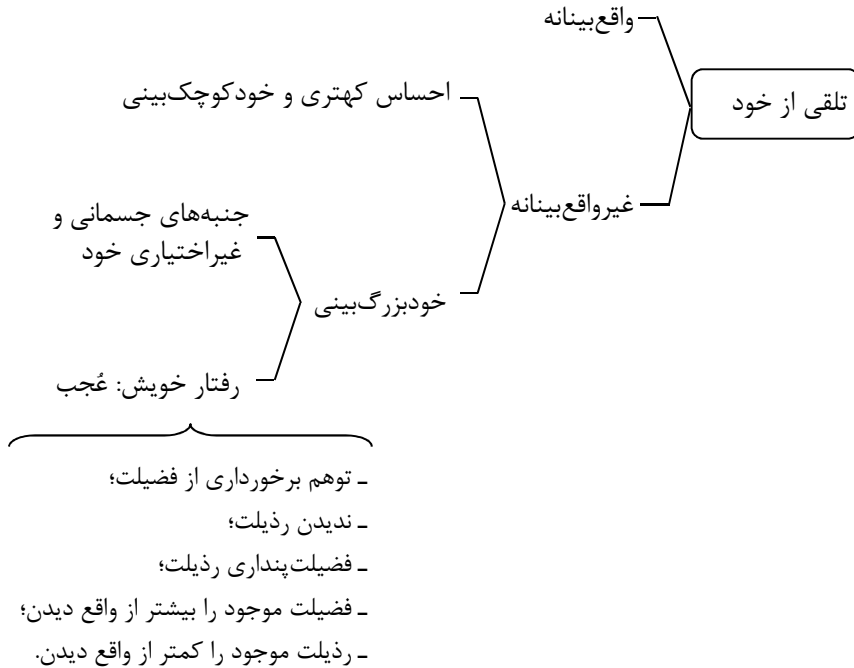 تلقی از خود
واقع‌بینانه
غیرواقع‌بینانه
احساس کهتری و خودکوچک‌بینی
خودبزرگ‌بینی
جنبه‌های جسمانی و
غیراختیاری خود
رفتار خویش: عُجب
ـ توهم برخورداری از فضیلت؛
ـ ندیدن رذیلت؛
ـ فضیلت‌پنداری رذیلت؛
ـ فضیلت موجود را بیشتر از واقع دیدن؛
ـ رذیلت موجود را کمتر از واقع دیدن.